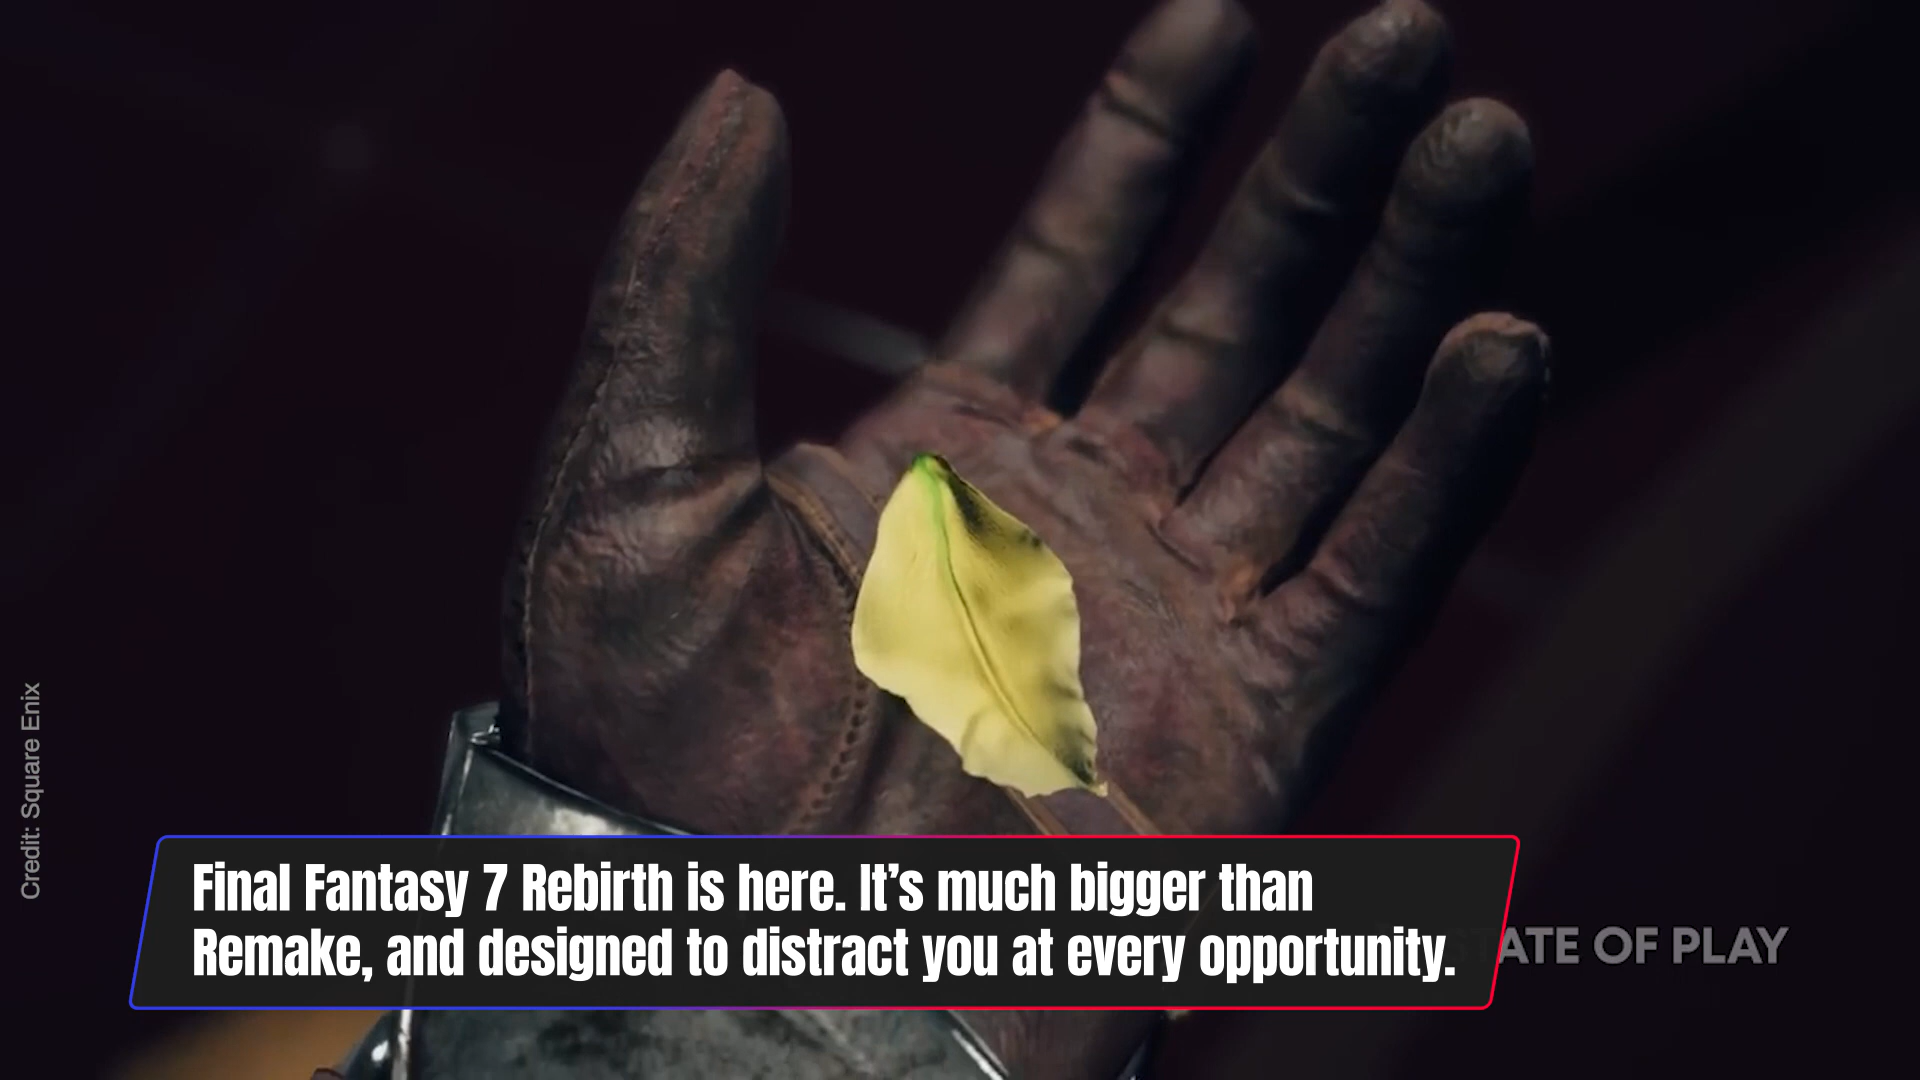 Credit: Square Enix
Final Fantasy 7 Rebirth is here. It’s much bigger than
Remake, and designed to distract you at every opportunity.
STATE OF PLAY